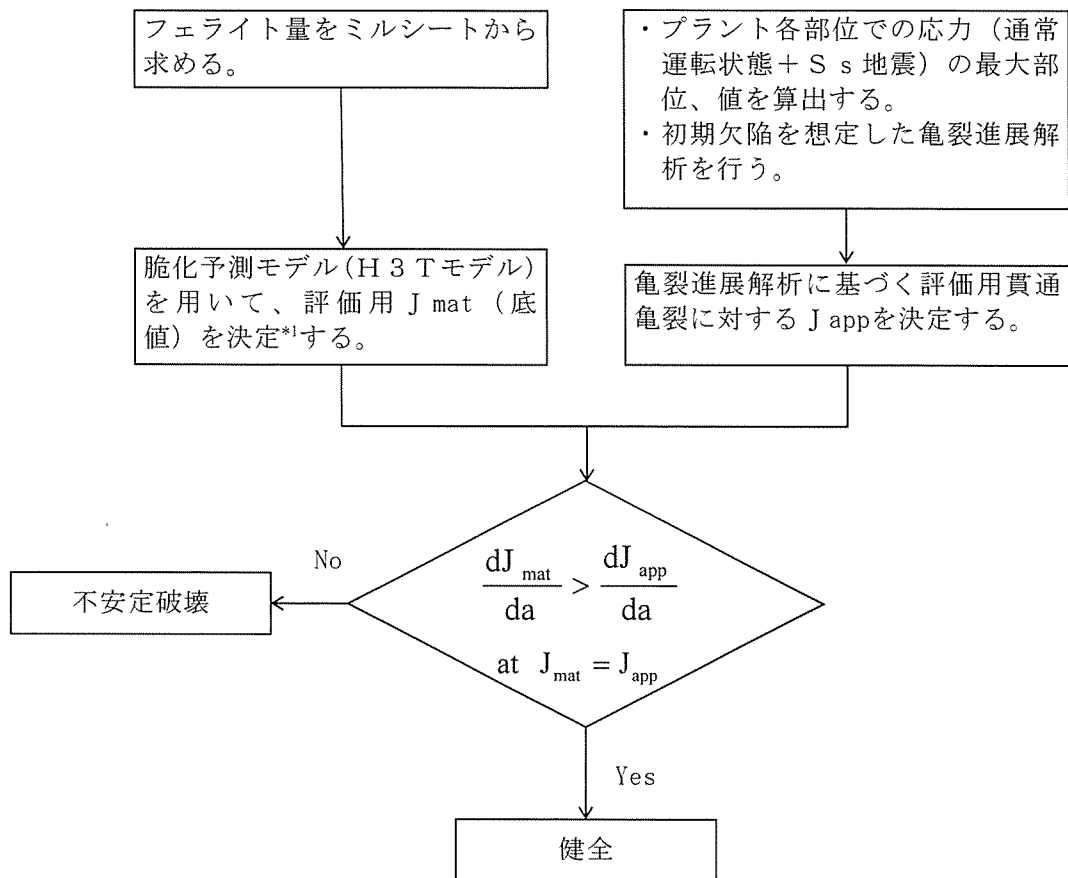 フェライト量をミルシートから
求める。
・プラント各部位での応力（通常
運転状態＋Ｓｓ地震）の最大部
位、値を算出する。
・初期欠陥を想定した亀裂進展解
析を行う。
脆化予測モデル(Ｈ３Ｔモデル)
を用いて、評価用Ｊmat（底
値）を決定*1する。
亀裂進展解析に基づく評価用貫通
亀裂に対するＪappを決定する。
No
dJmat/da > dJapp/da
at Jmat = Japp
不安定破壊
Yes
健全